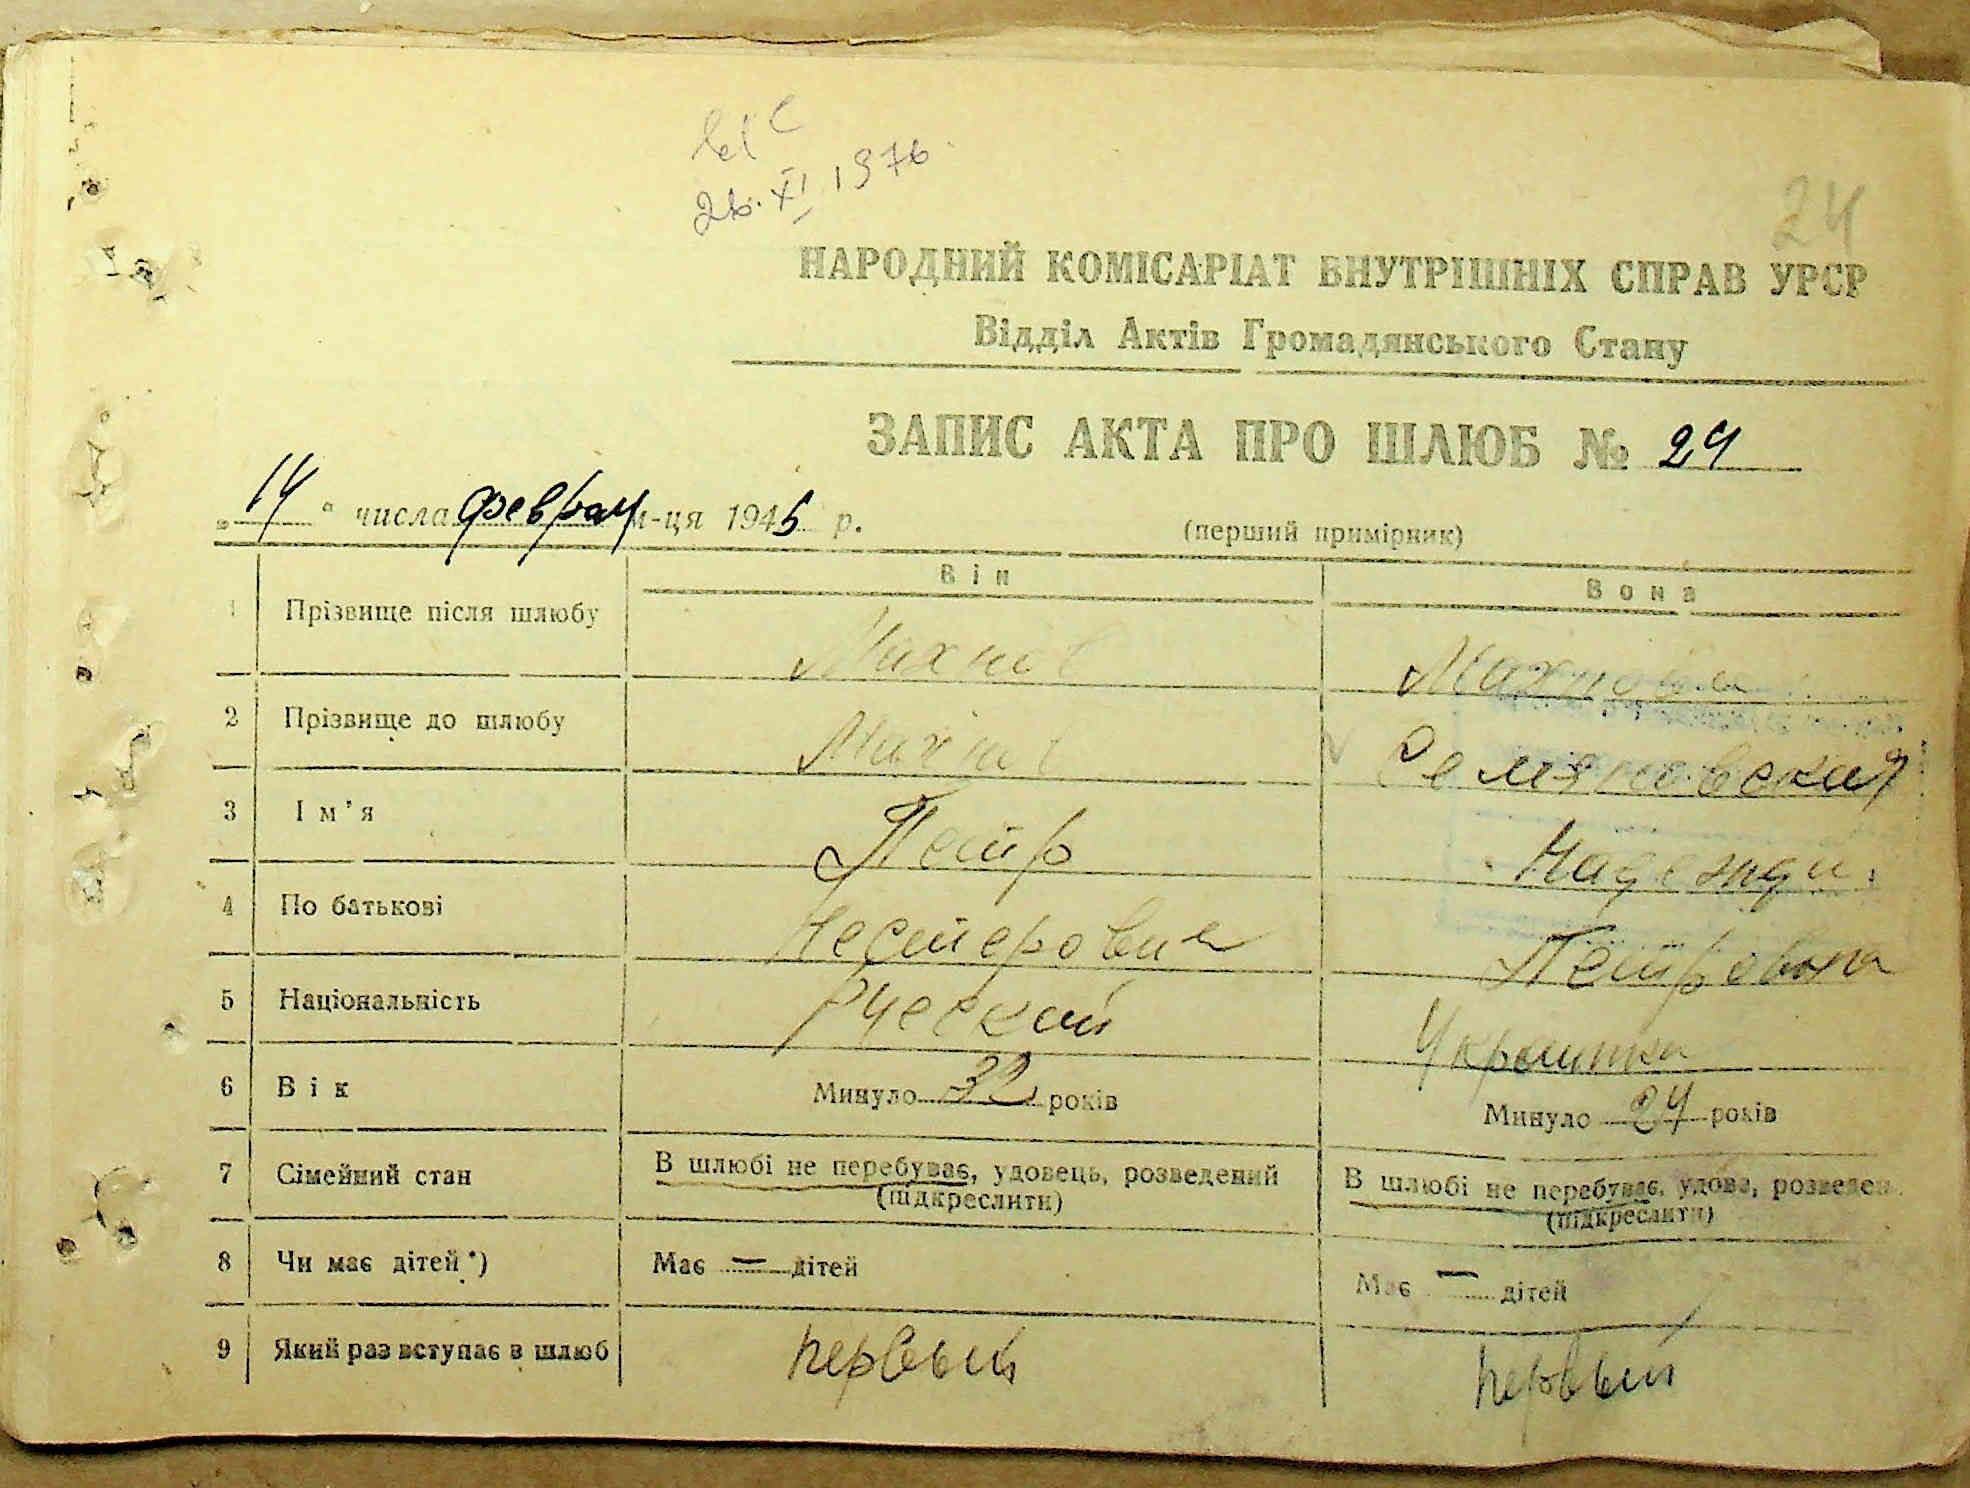 26. XI 1976
24
НАРОДНИЙ КОМІСАРІАТ ВНУТРІШНІХ СПРАВ УРСР
Відділ Актів Громадянського Стану
ЗАПИС АКТА ПРО ШЛЮБ № 24
„14" числа феврал м-ця 1945 р.
(перший примірник)
Він Вона
1 Прізвище після шлюбу Махнов Махнова
2 Прізвище до шлюбу Махнов Семяновская
3 Ім'я Петр Надежда
4 По батькові Нестерович Петровна
5 Національність Русский Украинка
6 Вік Минуло 32 років Минуло 24 років
7 Сімейний стан В шлюбі не перебуває, удовець, розведений В шлюбі не перебуває, удова, розведен
(підкреслити) (підкреслити)
8 Чи має дітей*) Має — дітей Має — дітей
9 Який раз вступає в шлюб первый первый